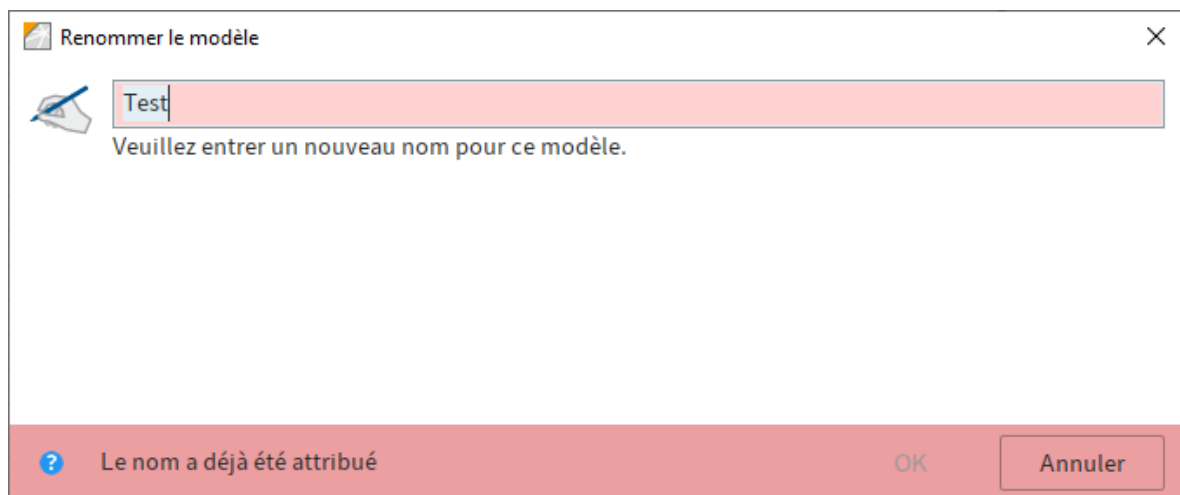 Renommer le modèle
Test
Veuillez entrer un nouveau nom pour ce modèle.
Le nom a déjà été attribué
OK
Annuler